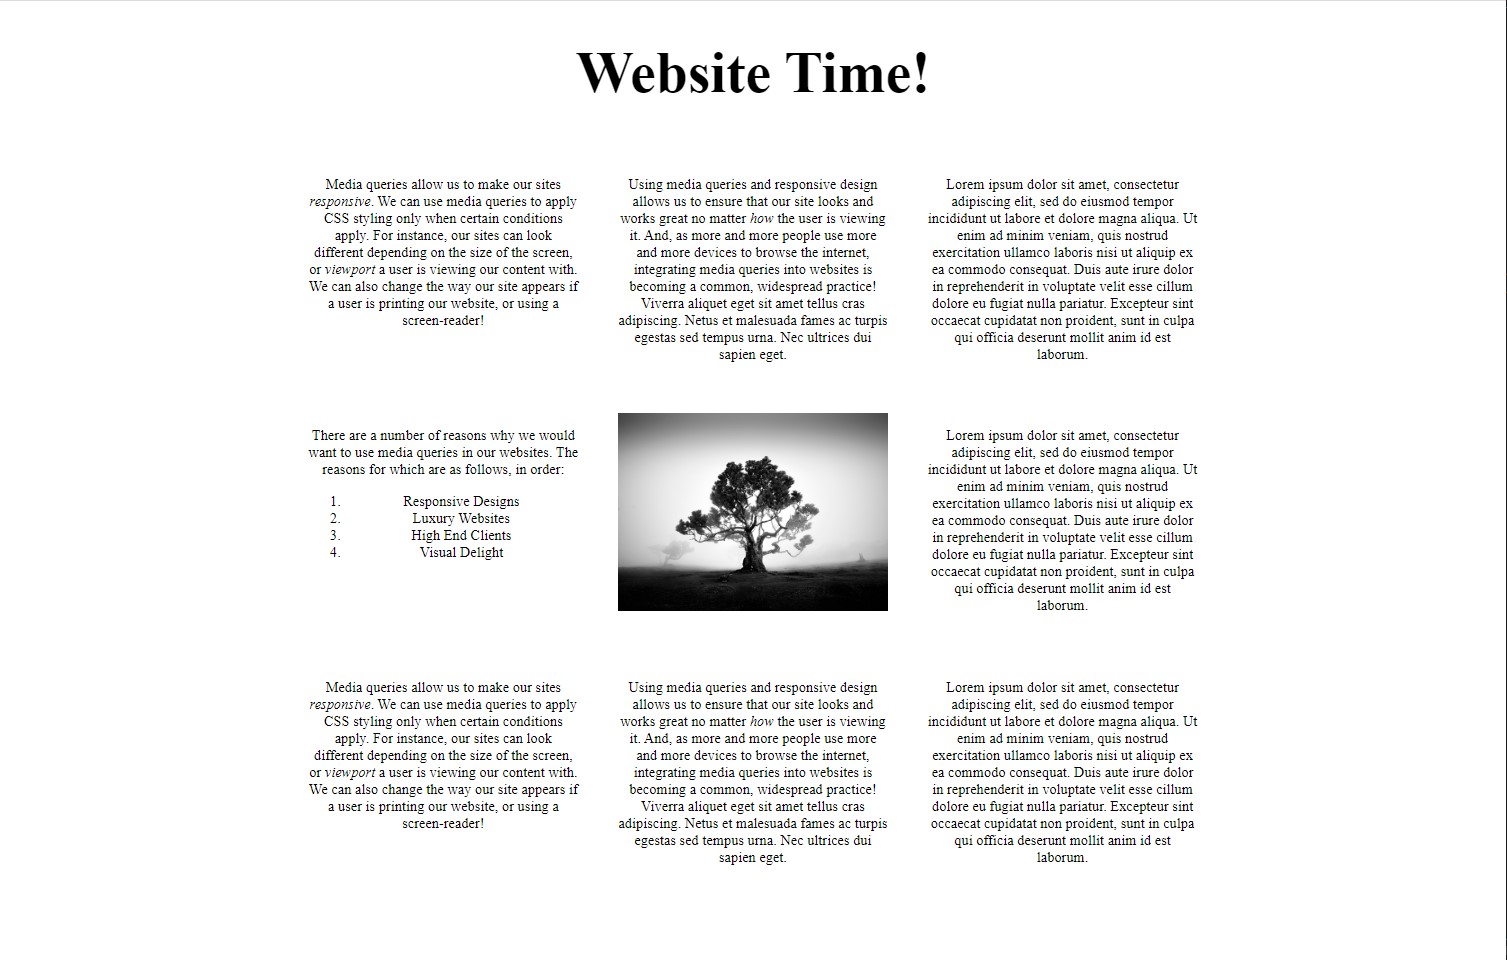 Website Time!
Media queries allow us to make our sites
responsive. We can use media queries to apply
CSS styling only when certain conditions
apply. For instance, our sites can look
different depending on the size of the screen,
or viewport a user is viewing our content with.
We can also change the way our site appears if
a user is printing our website, or using a
screen-reader!
Using media queries and responsive design
allows us to ensure that our site looks and
works great no matter how the user is viewing
it. And, as more and more people use more
and more devices to browse the internet,
integrating media queries into websites is
becoming a common, widespread practice!
Viverra aliquet eget sit amet tellus cras
adipiscing. Netus et malesuada fames ac turpis
egestas sed tempus urna. Nec ultrices dui
sapien eget.
Lorem ipsum dolor sit amet, consectetur
adipiscing elit, sed do eiusmod tempor
incididunt ut labore et dolore magna aliqua. Ut
enim ad minim veniam, quis nostrud
exercitation ullamco laboris nisi ut aliquip ex
ea commodo consequat. Duis aute irure dolor
in reprehenderit in voluptate velit esse cillum
dolore eu fugiat nulla pariatur. Excepteur sint
occaecat cupidatat non proident, sunt in culpa
qui officia deserunt mollit anim id est
laborum.
There are a number of reasons why we would
want to use media queries in our websites. The
reasons for which are as follows, in order:
1. Responsive Designs
2. Luxury Websites
3. High End Clients
4. Visual Delight
Lorem ipsum dolor sit amet, consectetur
adipiscing elit, sed do eiusmod tempor
incididunt ut labore et dolore magna aliqua. Ut
enim ad minim veniam, quis nostrud
exercitation ullamco laboris nisi ut aliquip ex
ea commodo consequat. Duis aute irure dolor
in reprehenderit in voluptate velit esse cillum
dolore eu fugiat nulla pariatur. Excepteur sint
occaecat cupidatat non proident, sunt in culpa
qui officia deserunt mollit anim id est
laborum.
Media queries allow us to make our sites
responsive. We can use media queries to apply
CSS styling only when certain conditions
apply. For instance, our sites can look
different depending on the size of the screen,
or viewport a user is viewing our content with.
We can also change the way our site appears if
a user is printing our website, or using a
screen-reader!
Using media queries and responsive design
allows us to ensure that our site looks and
works great no matter how the user is viewing
it. And, as more and more people use more
and more devices to browse the internet,
integrating media queries into websites is
becoming a common, widespread practice!
Viverra aliquet eget sit amet tellus cras
adipiscing. Netus et malesuada fames ac turpis
egestas sed tempus urna. Nec ultrices dui
sapien eget.
Lorem ipsum dolor sit amet, consectetur
adipiscing elit, sed do eiusmod tempor
incididunt ut labore et dolore magna aliqua. Ut
enim ad minim veniam, quis nostrud
exercitation ullamco laboris nisi ut aliquip ex
ea commodo consequat. Duis aute irure dolor
in reprehenderit in voluptate velit esse cillum
dolore eu fugiat nulla pariatur. Excepteur sint
occaecat cupidatat non proident, sunt in culpa
qui officia deserunt mollit anim id est
laborum.